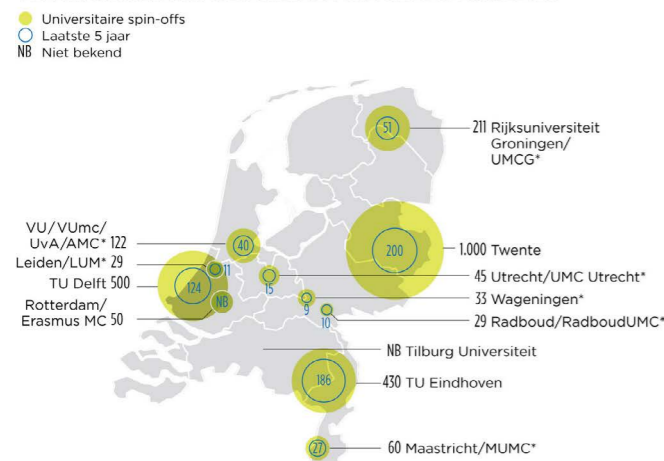 Universitaire spin-offs
Laatste 5 jaar
NB Niet bekend
51
211 Rijksuniversiteit
Groningen/
UMCG*
VU/VUmc/
UvA/AMC* 122
40
Leiden/LUM* 29
11
TU Delft 500
124
Rotterdam/
Erasmus MC 50
NB
200
1.000 Twente
15
45 Utrecht/UMC Utrecht*
9
33 Wageningen*
10
29 Radboud/RadboudUMC*
NB Tilburg Universiteit
186
430 TU Eindhoven
27
60 Maastricht/MUMC*